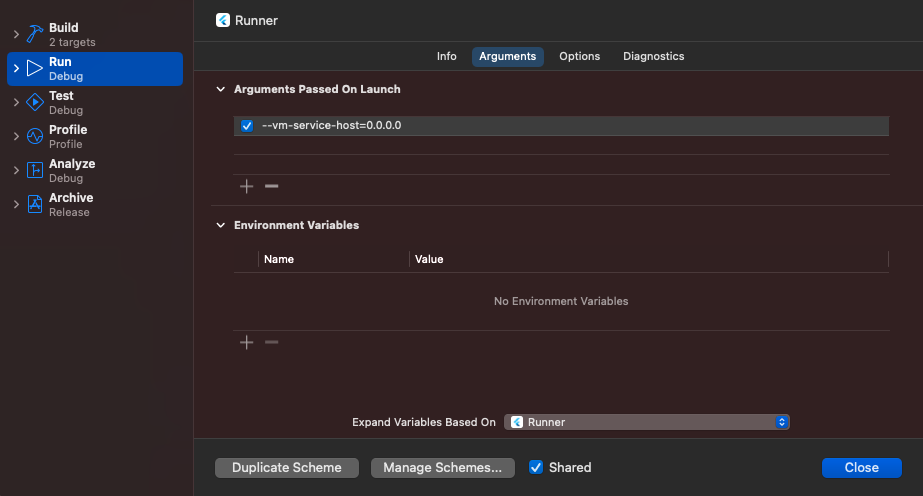 Build
2 targets
Run
Debug
Test
Debug
Profile
Profile
Analyze
Debug
Archive
Release
Runner
Info Arguments Options Diagnostics
Arguments Passed On Launch
--vm-service-host=0.0.0.0
Environment Variables
Name Value
No Environment Variables
Expand Variables Based On Runner
Duplicate Scheme Manage Schemes... Shared Close